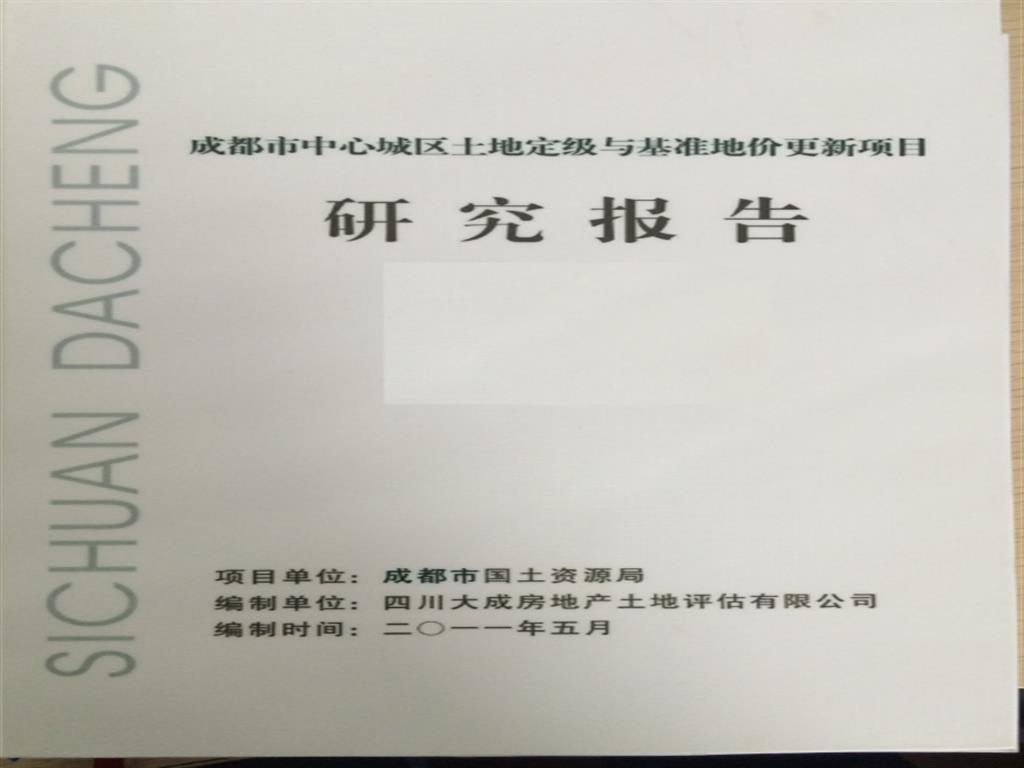 SICHUAN DACHENG
成都市中心城区土地定级与基准地价更新项目
研究报告
项目单位：成都市国土资源局
编制单位：四川大成房地产土地评估有限公司
编制时间：二〇一一年五月